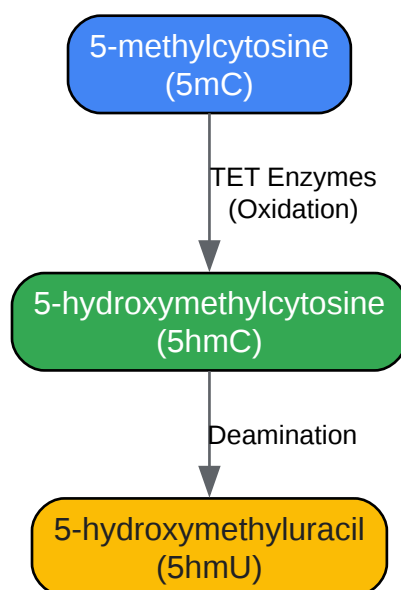 5-methylcytosine
(5mC)
TET Enzymes
(Oxidation)
5-hydroxymethylcytosine
(5hmC)
Deamination
5-hydroxymethyluracil
(5hmU)